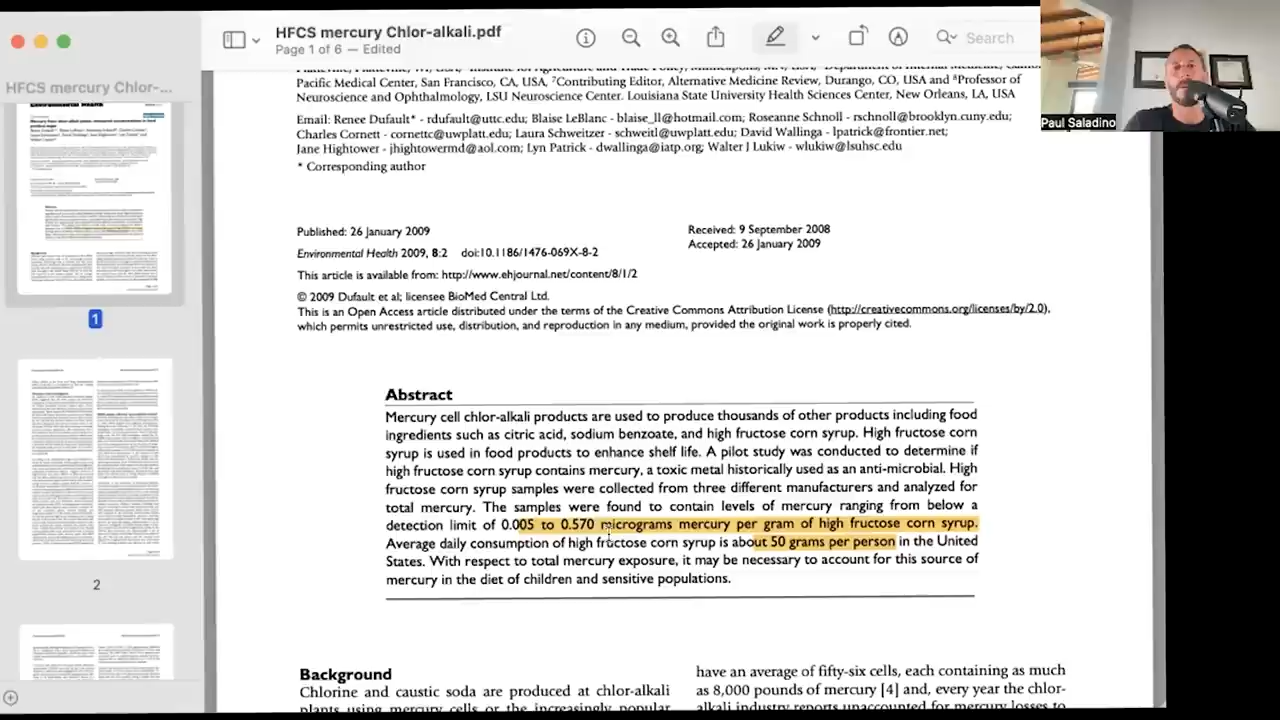 HFCS mercury Chlor-alkali.pdf
Page 1 of 6 – Edited
Search
HFCS mercury Chlor-...
1
2
Paul Saladino
Pacific Medical Center, San Francisco, CA, USA, 7Contributing Editor, Alternative Medicine Review, Durango, CO, USA and 8Professor of
Neuroscience and Ophthalmology, LSU Neuroscience Center. Louisiana State University Health Sciences Center, New Orleans, LA, USA
Email: Renee Dufault* - rdufault@uttc.edu; Blaise LeBlanc - blaise_ll@hotmail.com; Roseanne Schnoll - rschnoll@brooklyn.cuny.edu;
Charles Cornett - cornettc@uwplatt.edu; Laura Schweitzer - schweitl@uwplatt.edu; David Wallinga - lpatrick@frontier.net;
Jane Hightower - jhightowermd@aol.com; Lyn Patrick - dwallinga@iatp.org; Walter J Lukiw - wlukiw@lsuhsc.edu
* Corresponding author
Published: 26 January 2009
Received: 9 September 2008
Accepted: 26 January 2009
Environmental Health 2009, 8:2 doi:10.1186/1476-069X-8-2
This article is available from: http://www.ehjournal.net/content/8/1/2
© 2009 Dufault et al; licensee BioMed Central Ltd.
This is an Open Access article distributed under the terms of the Creative Commons Attribution License (http://creativecommons.org/licenses/by/2.0),
which permits unrestricted use, distribution, and reproduction in any medium, provided the original work is properly cited.
Abstract
Mercury cell chlor-alkali products are used to produce thousands of other products including food
ingredients such as citric acid, sodium benzoate, and high fructose corn syrup. High fructose corn
syrup is used in food products to enhance shelf life. A pilot study was conducted to determine if
high fructose corn syrup contains mercury, a toxic metal historically used as an anti-microbial. High
fructose corn syrup samples were collected from three different manufacturers and analyzed for
total mercury. The samples were found to contain levels of mercury ranging from below a
detection limit of 0.005 to 0.570 micrograms mercury per gram of high fructose corn syrup.
Average daily consumption of high fructose corn syrup is about 50 grams per person in the United
States. With respect to total mercury exposure, it may be necessary to account for this source of
mercury in the diet of children and sensitive populations.
Background
Chlorine and caustic soda are produced at chlor-alkali
plants using mercury cells or the increasingly popular
have an average of fifty-six cells, each containing as much
as 8,000 pounds of mercury [4] and, every year the chlor-
alkali industry reports unaccounted for mercury losses to